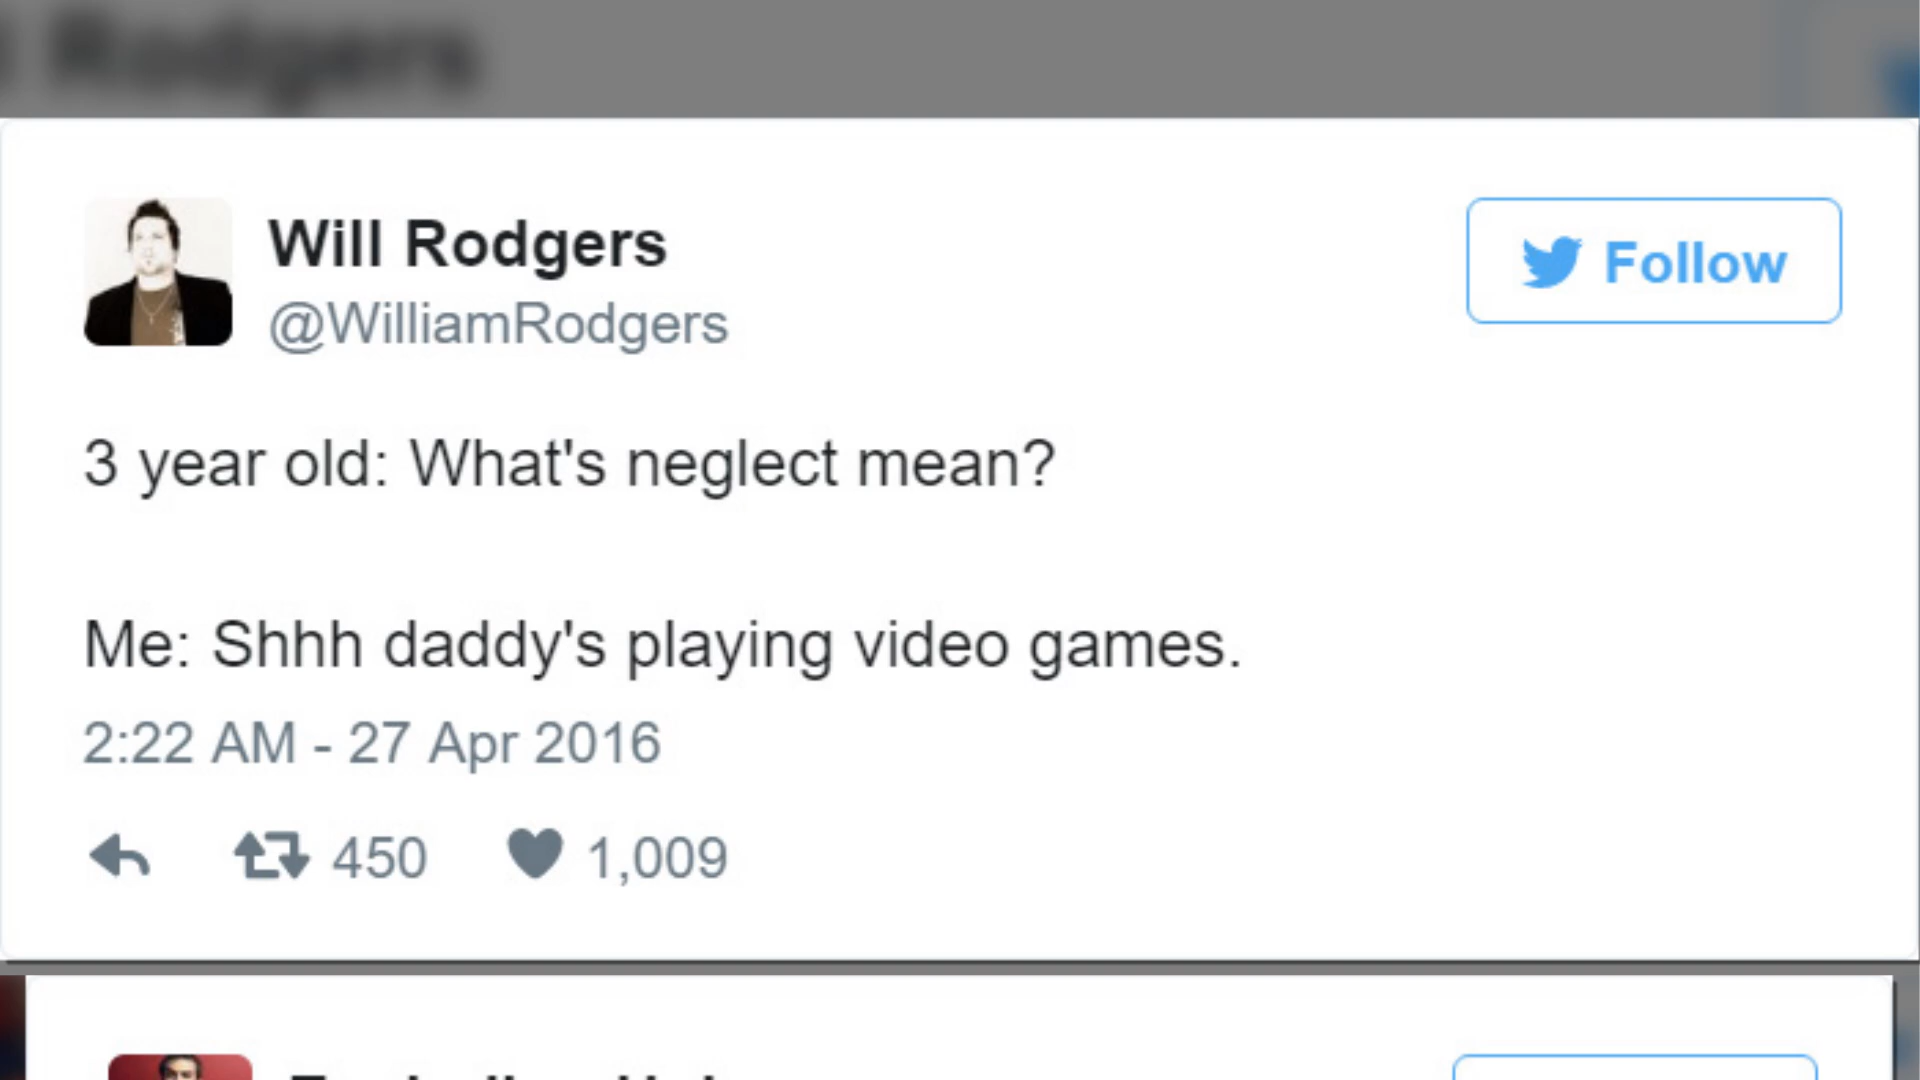 Rodgers
Will Rodgers
@WilliamRodgers
Follow
3 year old: What's neglect mean?
Me: Shhh daddy's playing video games.
2:22 AM - 27 Apr 2016
450 1,009